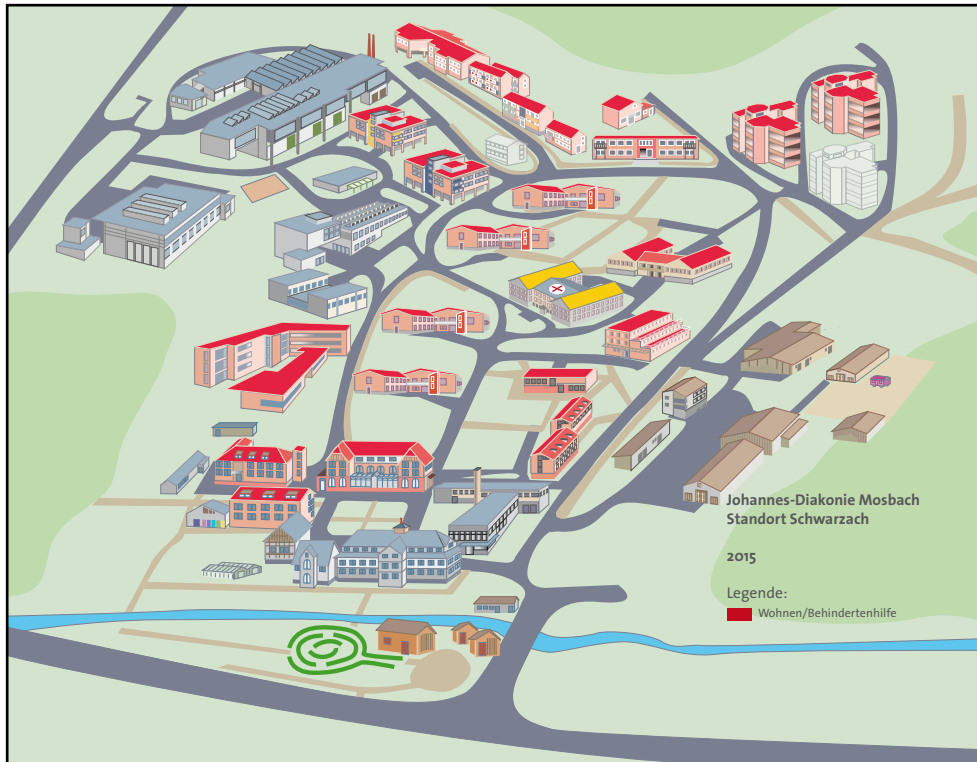 Johannes-Diakonie Mosbach
Standort Schwarzach
2015
Legende:
Wohnen/Behindertenhilfe